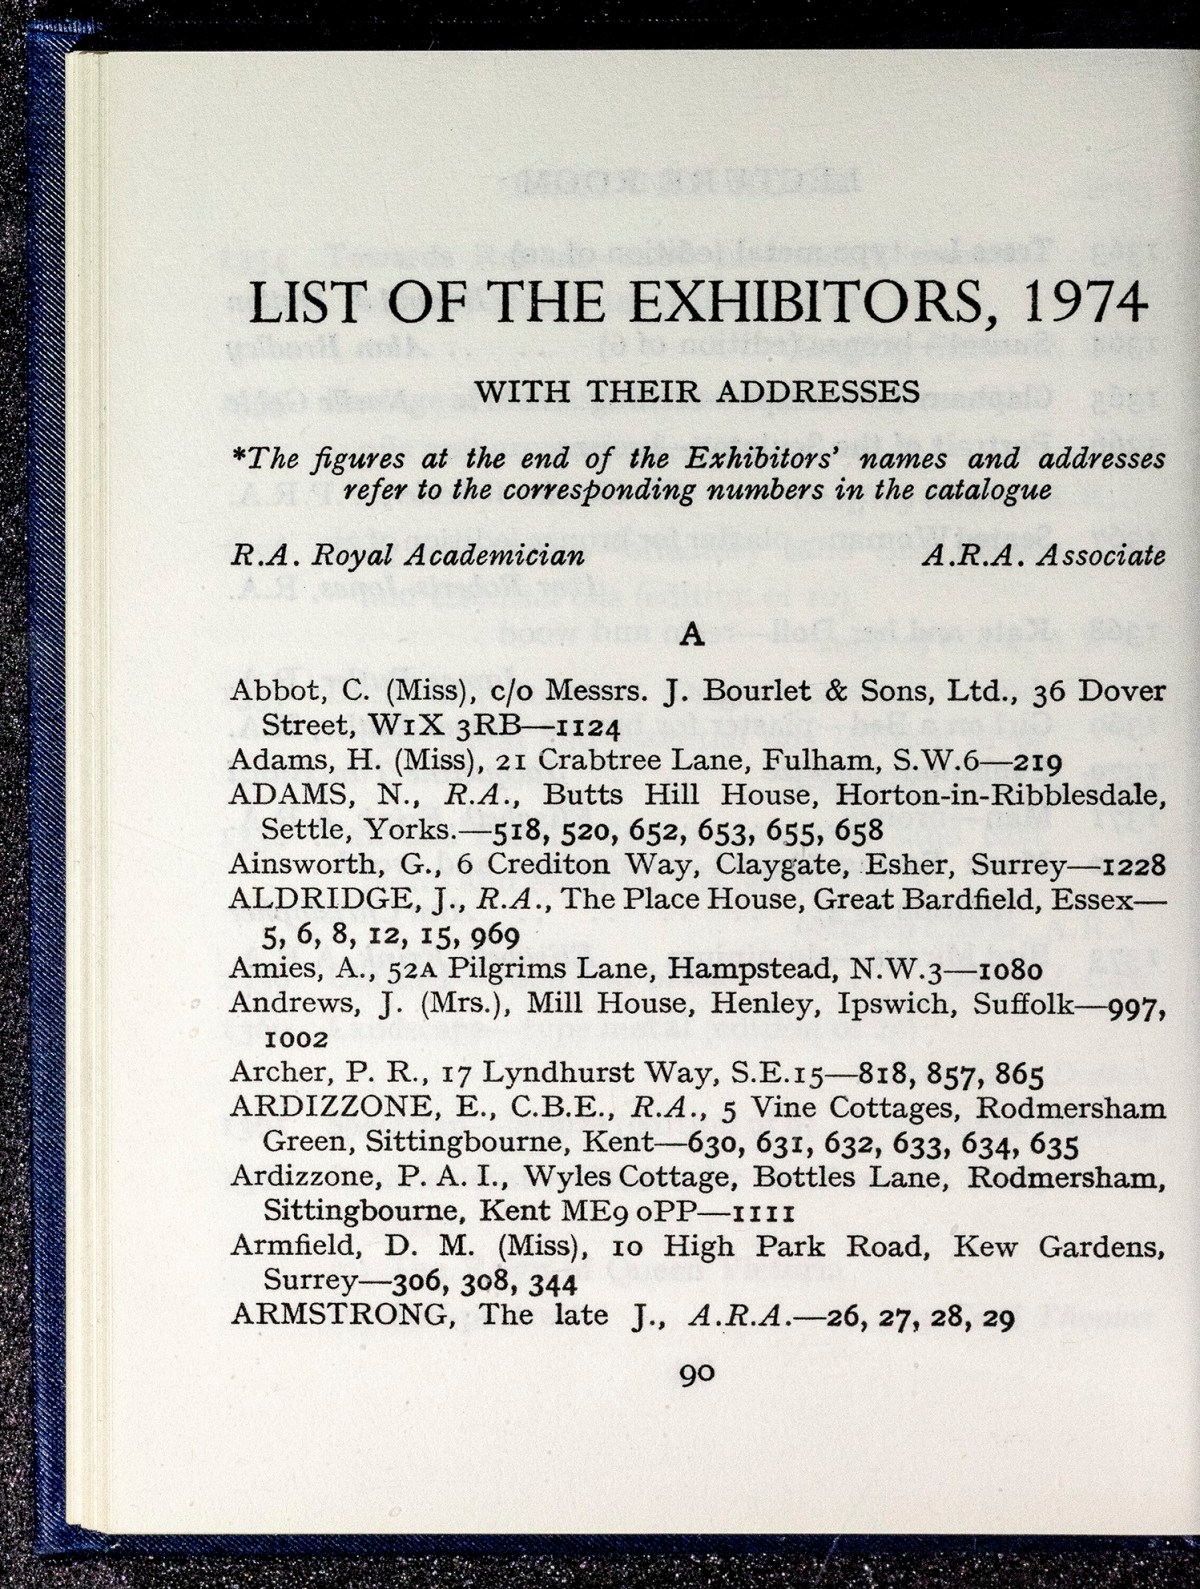 LIST OF THE EXHIBITORS, 1974
WITH THEIR ADDRESSES
*The figures at the end of the Exhibitors' names and addresses
refer to the corresponding numbers in the catalogue
R.A. Royal Academician A.R.A. Associate
A
Abbot, C. (Miss), c/o Messrs. J. Bourlet & Sons, Ltd., 36 Dover
Street, W1X 3RB—1124
Adams, H. (Miss), 21 Crabtree Lane, Fulham, S.W.6—219
ADAMS, N., R.A., Butts Hill House, Horton-in-Ribblesdale,
Settle, Yorks.—518, 520, 652, 653, 655, 658
Ainsworth, G., 6 Crediton Way, Claygate, Esher, Surrey—1228
ALDRIDGE, J., R.A., The Place House, Great Bardfield, Essex—
5, 6, 8, 12, 15, 969
Amies, A., 52A Pilgrims Lane, Hampstead, N.W.3—1080
Andrews, J. (Mrs.), Mill House, Henley, Ipswich, Suffolk—997,
1002
Archer, P. R., 17 Lyndhurst Way, S.E.15—818, 857, 865
ARDIZZONE, E., C.B.E., R.A., 5 Vine Cottages, Rodmersham
Green, Sittingbourne, Kent—630, 631, 632, 633, 634, 635
Ardizzone, P. A. I., Wyles Cottage, Bottles Lane, Rodmersham,
Sittingbourne, Kent ME9 0PP—1111
Armfield, D. M. (Miss), 10 High Park Road, Kew Gardens,
Surrey—306, 308, 344
ARMSTRONG, The late J., A.R.A.—26, 27, 28, 29
90